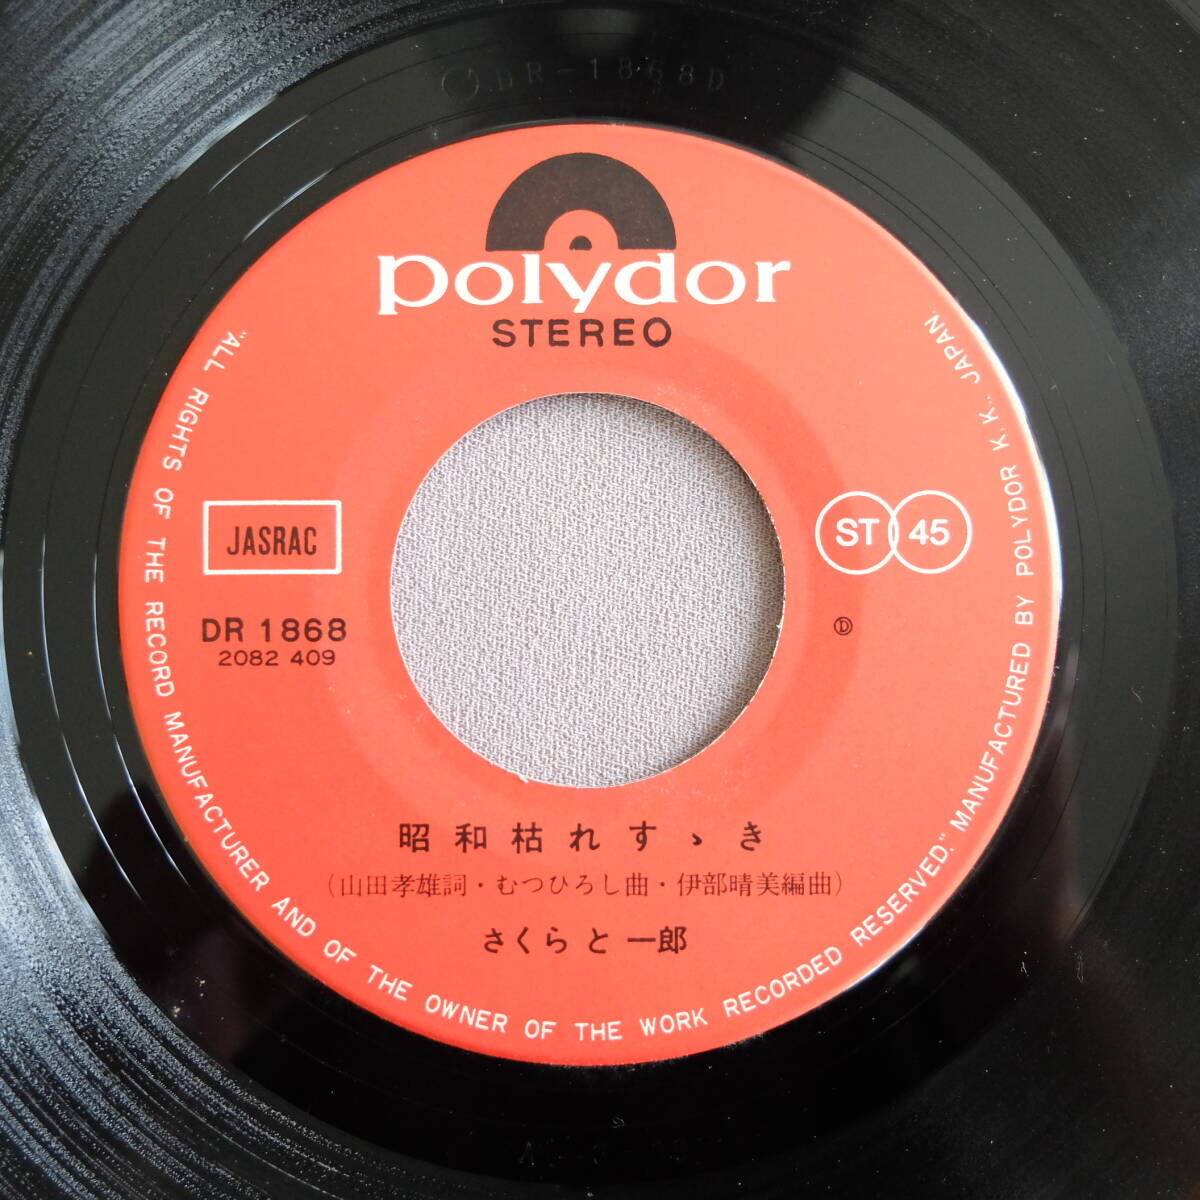 DR-1868D
polydor
STEREO
JASRAC
ST 45
DR 1868
2082 409
Ⓓ
昭和枯れすゝき
(山田孝雄詞・むつひろし曲・伊部晴美編曲)
さくらと一郎
"ALL RIGHTS OF THE RECORD MANUFACTURER AND OF THE OWNER OF THE WORK RECORDED RESERVED." MANUFACTURED BY POLYDOR K.K., JAPAN.